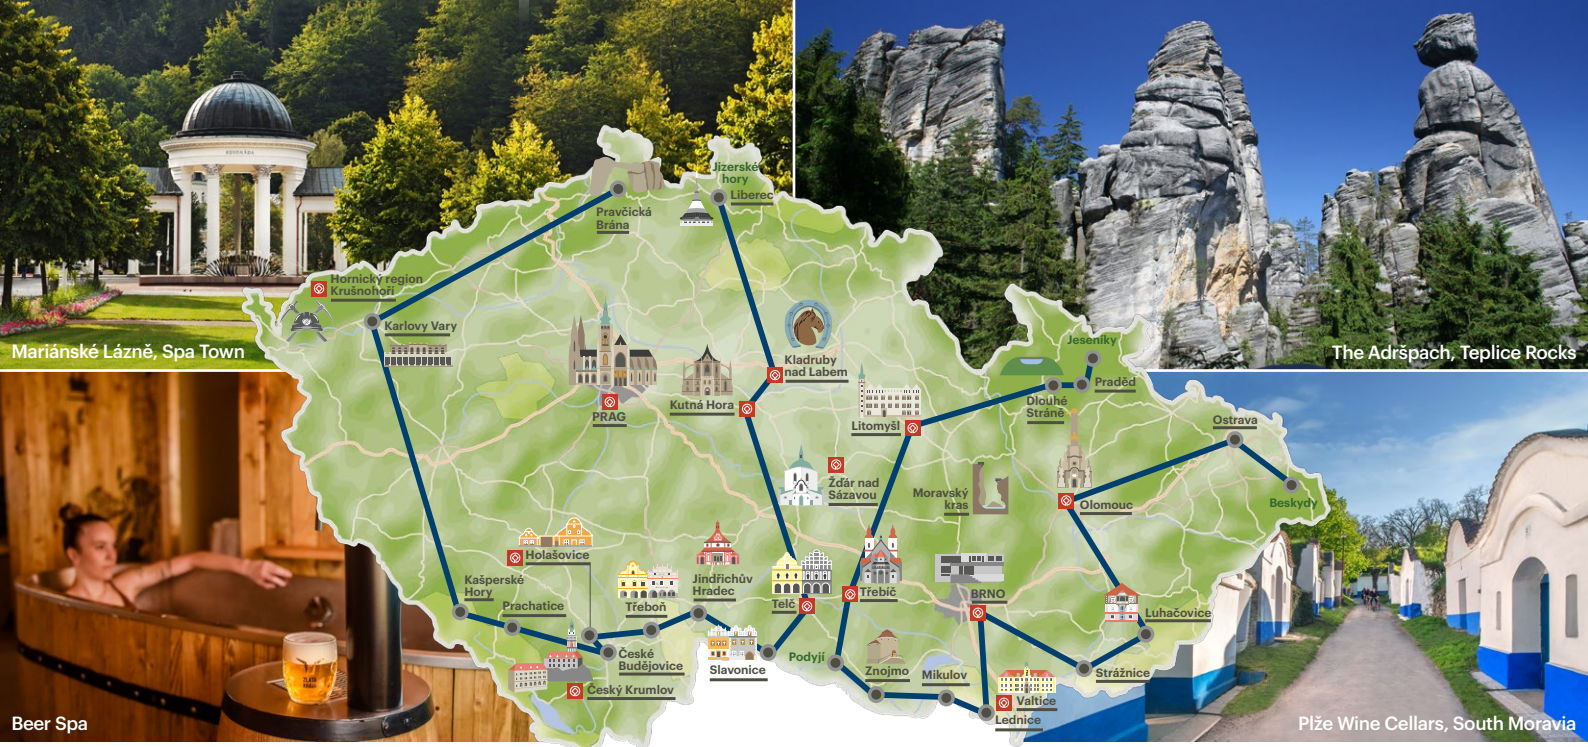 KOLONÁDA
Mariánské Lázně, Spa Town
The Adršpach, Teplice Rocks
Beer Spa
Plže Wine Cellars, South Moravia
Jizerské
hory
Liberec
Pravčická
Brána
Hornický region
Krušnohoří
Karlovy Vary
Kladruby
nad Labem
Kutná Hora
PRAG
Litomyšl
Jeseníky
Praděd
Dlouhé
Stráně
Ostrava
Beskydy
Olomouc
Moravský
kras
Žďár nad
Sázavou
Holašovice
Kašperské
Hory
Prachatice
Třeboň
Jindřichův
Hradec
Telč
Třebíč
BRNO
Luhačovice
Strážnice
České
Budějovice
Český Krumlov
Slavonice
Podyjí
Znojmo
Mikulov
Valtice
Lednice